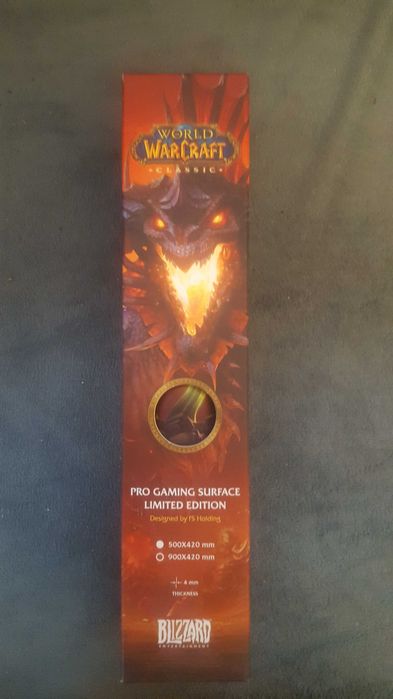 WORLD
WARCRAFT
CLASSIC
PRO GAMING SURFACE
LIMITED EDITION
Designed by FS Holding
500X420 mm
900X420 mm
4 mm
THICKNESS
BLIZZARD
ENTERTAINMENT